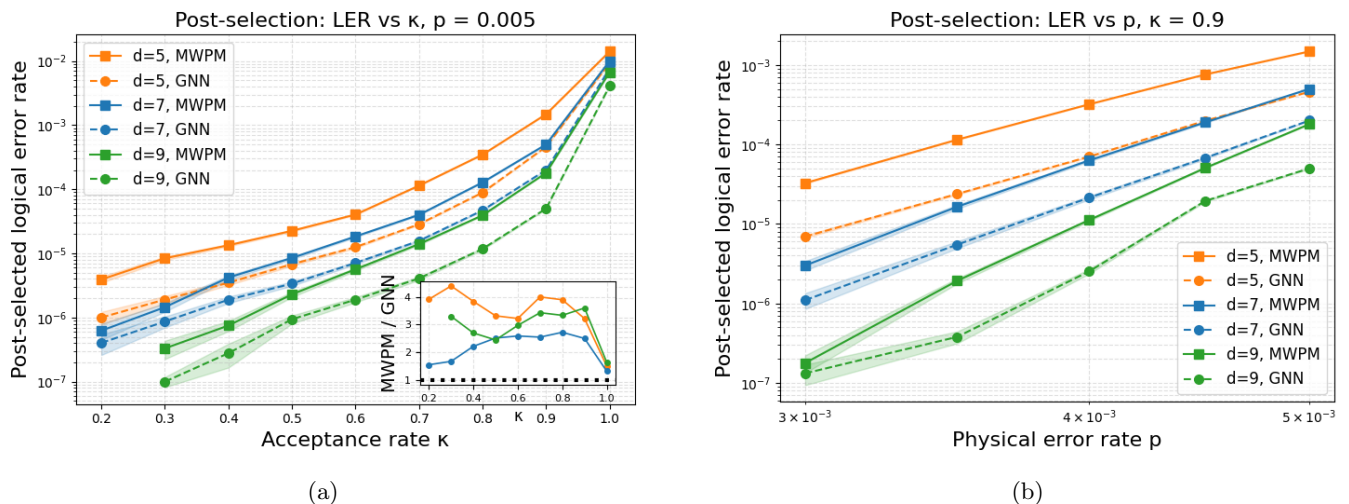 Post-selection: LER vs κ, p = 0.005
Post-selected logical error rate
10⁻²
10⁻³
10⁻⁴
10⁻⁵
10⁻⁶
10⁻⁷
d=5, MWPM
d=5, GNN
d=7, MWPM
d=7, GNN
d=9, MWPM
d=9, GNN
MWPM / GNN
4
3
2
1
0.2 0.4 0.6 0.8 1.0
κ
0.2 0.3 0.4 0.5 0.6 0.7 0.8 0.9 1.0
Acceptance rate κ
(a)
Post-selection: LER vs p, κ = 0.9
Post-selected logical error rate
10⁻³
10⁻⁴
10⁻⁵
10⁻⁶
10⁻⁷
d=5, MWPM
d=5, GNN
d=7, MWPM
d=7, GNN
d=9, MWPM
d=9, GNN
3 × 10⁻³ 4 × 10⁻³ 5 × 10⁻³
Physical error rate p
(b)